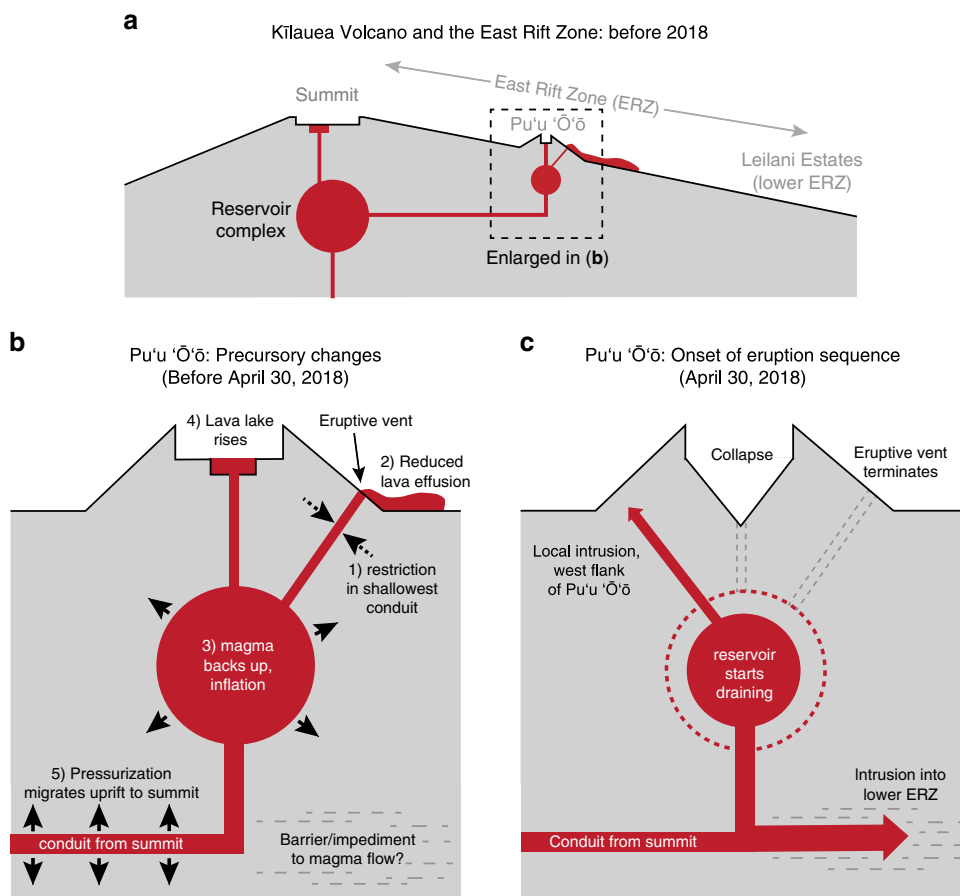 a
Kīlauea Volcano and the East Rift Zone: before 2018
East Rift Zone (ERZ)
Summit
Pu‘u ‘Ō‘ō
Leilani Estates
(lower ERZ)
Reservoir
complex
Enlarged in (b)
b
Pu‘u ‘Ō‘ō: Precursory changes
(Before April 30, 2018)
4) Lava lake
rises
Eruptive vent
2) Reduced
lava effusion
1) restriction
in shallowest
conduit
3) magma
backs up,
inflation
5) Pressurization
migrates uprift to summit
conduit from summit
Barrier/impediment
to magma flow?
c
Pu‘u ‘Ō‘ō: Onset of eruption sequence
(April 30, 2018)
Collapse
Eruptive vent
terminates
Local intrusion,
west flank
of Pu‘u ‘Ō‘ō
reservoir
starts
draining
Intrusion into
lower ERZ
Conduit from summit